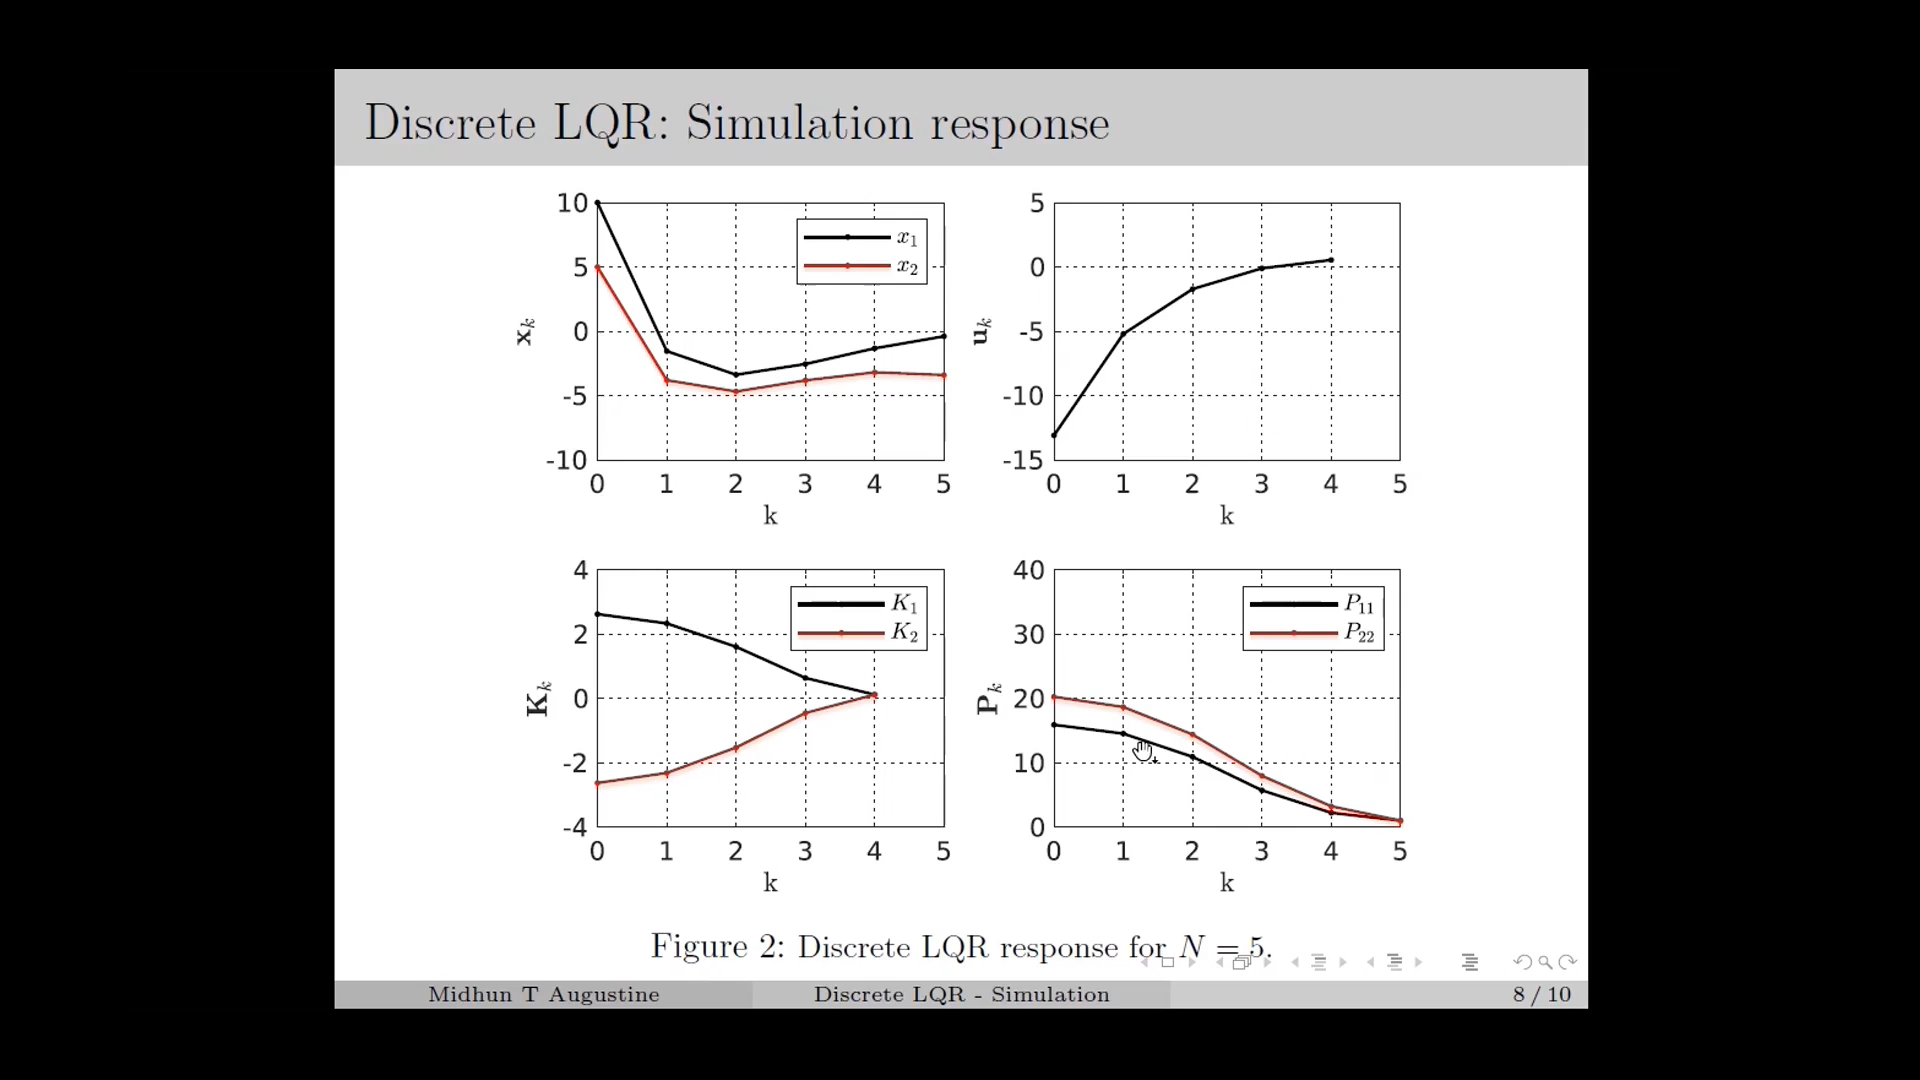 Discrete LQR: Simulation response
10
5
0
-5
-10
0 1 2 3 4 5
k
x_k
x_1
x_2
5
0
-5
-10
-15
0 1 2 3 4 5
k
u_k
4
2
0
-2
-4
0 1 2 3 4 5
k
K_k
K_1
K_2
40
30
20
10
0
0 1 2 3 4 5
k
P_k
P_11
P_22
Figure 2: Discrete LQR response for N = 5.
Midhun T Augustine Discrete LQR - Simulation 8 / 10